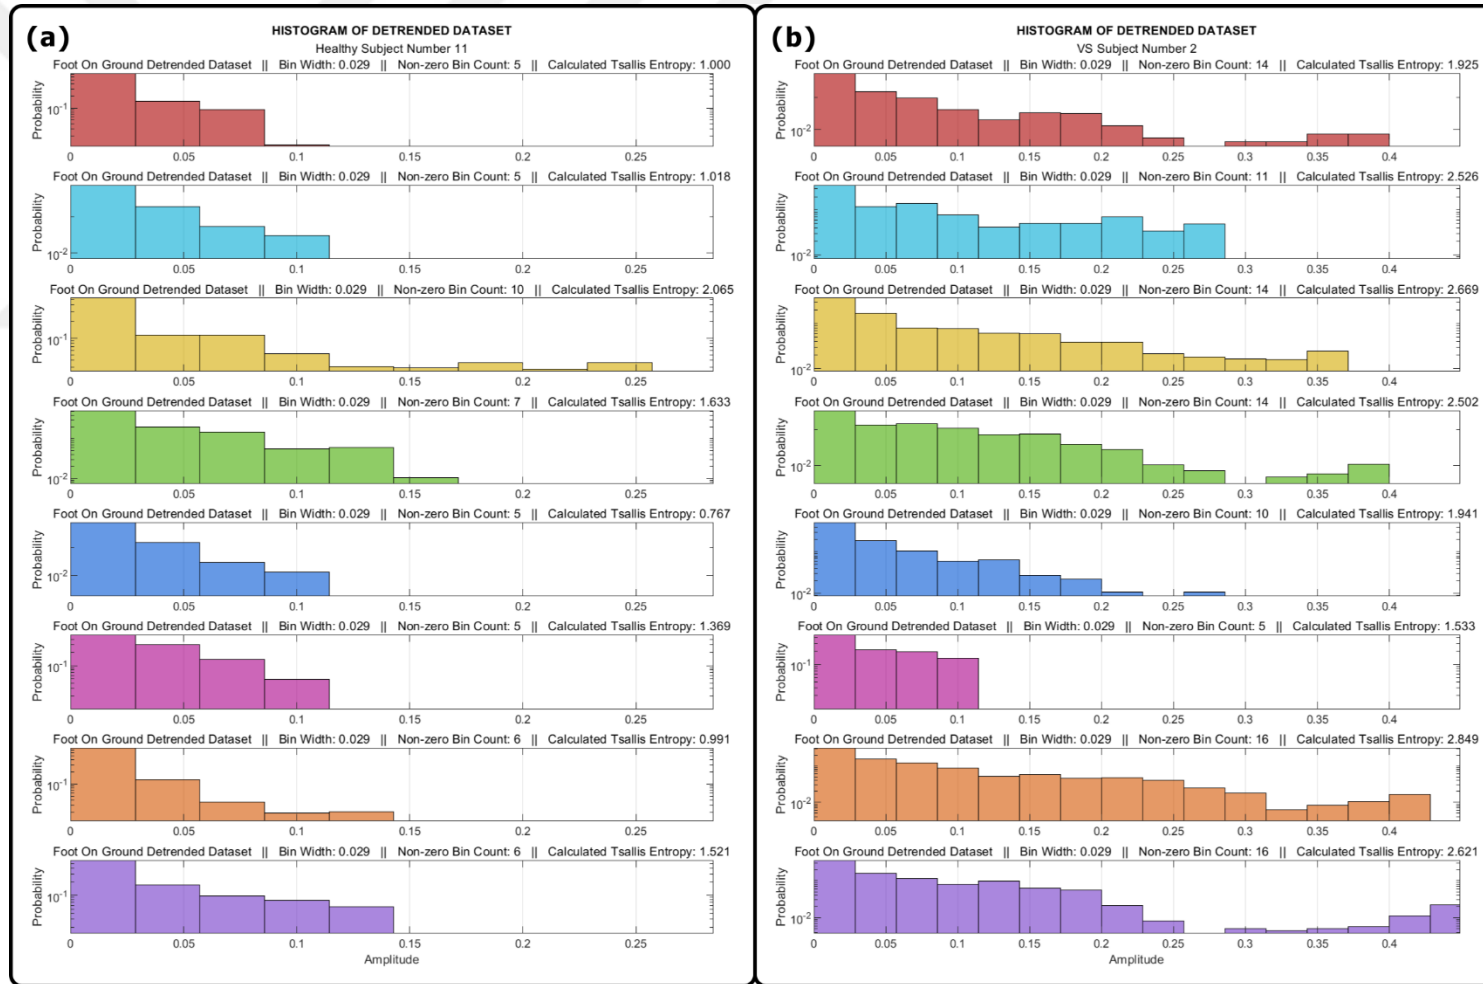 (a)
HISTOGRAM OF DETRENDED DATASET
Healthy Subject Number 11
Foot On Ground Detrended Dataset || Bin Width: 0.029 || Non-zero Bin Count: 5 || Calculated Tsallis Entropy: 1.000
Probability
10^-1
0 0.05 0.1 0.15 0.2 0.25
Foot On Ground Detrended Dataset || Bin Width: 0.029 || Non-zero Bin Count: 5 || Calculated Tsallis Entropy: 1.018
Probability
10^-2
0 0.05 0.1 0.15 0.2 0.25
Foot On Ground Detrended Dataset || Bin Width: 0.029 || Non-zero Bin Count: 10 || Calculated Tsallis Entropy: 2.065
Probability
10^-1
0 0.05 0.1 0.15 0.2 0.25
Foot On Ground Detrended Dataset || Bin Width: 0.029 || Non-zero Bin Count: 7 || Calculated Tsallis Entropy: 1.633
Probability
10^-2
0 0.05 0.1 0.15 0.2 0.25
Foot On Ground Detrended Dataset || Bin Width: 0.029 || Non-zero Bin Count: 5 || Calculated Tsallis Entropy: 0.767
Probability
10^-2
0 0.05 0.1 0.15 0.2 0.25
Foot On Ground Detrended Dataset || Bin Width: 0.029 || Non-zero Bin Count: 5 || Calculated Tsallis Entropy: 1.369
Probability
10^-1
0 0.05 0.1 0.15 0.2 0.25
Foot On Ground Detrended Dataset || Bin Width: 0.029 || Non-zero Bin Count: 6 || Calculated Tsallis Entropy: 0.991
Probability
10^-1
0 0.05 0.1 0.15 0.2 0.25
Foot On Ground Detrended Dataset || Bin Width: 0.029 || Non-zero Bin Count: 6 || Calculated Tsallis Entropy: 1.521
Probability
10^-1
0 0.05 0.1 0.15 0.2 0.25
Amplitude
(b)
HISTOGRAM OF DETRENDED DATASET
VS Subject Number 2
Foot On Ground Detrended Dataset || Bin Width: 0.029 || Non-zero Bin Count: 14 || Calculated Tsallis Entropy: 1.925
Probability
10^-2
0 0.05 0.1 0.15 0.2 0.25 0.3 0.35 0.4
Foot On Ground Detrended Dataset || Bin Width: 0.029 || Non-zero Bin Count: 11 || Calculated Tsallis Entropy: 2.526
Probability
10^-2
0 0.05 0.1 0.15 0.2 0.25 0.3 0.35 0.4
Foot On Ground Detrended Dataset || Bin Width: 0.029 || Non-zero Bin Count: 14 || Calculated Tsallis Entropy: 2.669
Probability
10^-2
0 0.05 0.1 0.15 0.2 0.25 0.3 0.35 0.4
Foot On Ground Detrended Dataset || Bin Width: 0.029 || Non-zero Bin Count: 14 || Calculated Tsallis Entropy: 2.502
Probability
10^-2
0 0.05 0.1 0.15 0.2 0.25 0.3 0.35 0.4
Foot On Ground Detrended Dataset || Bin Width: 0.029 || Non-zero Bin Count: 10 || Calculated Tsallis Entropy: 1.941
Probability
10^-2
0 0.05 0.1 0.15 0.2 0.25 0.3 0.35 0.4
Foot On Ground Detrended Dataset || Bin Width: 0.029 || Non-zero Bin Count: 5 || Calculated Tsallis Entropy: 1.533
Probability
10^-1
0 0.05 0.1 0.15 0.2 0.25 0.3 0.35 0.4
Foot On Ground Detrended Dataset || Bin Width: 0.029 || Non-zero Bin Count: 16 || Calculated Tsallis Entropy: 2.849
Probability
10^-2
0 0.05 0.1 0.15 0.2 0.25 0.3 0.35 0.4
Foot On Ground Detrended Dataset || Bin Width: 0.029 || Non-zero Bin Count: 16 || Calculated Tsallis Entropy: 2.621
Probability
10^-2
0 0.05 0.1 0.15 0.2 0.25 0.3 0.35 0.4
Amplitude